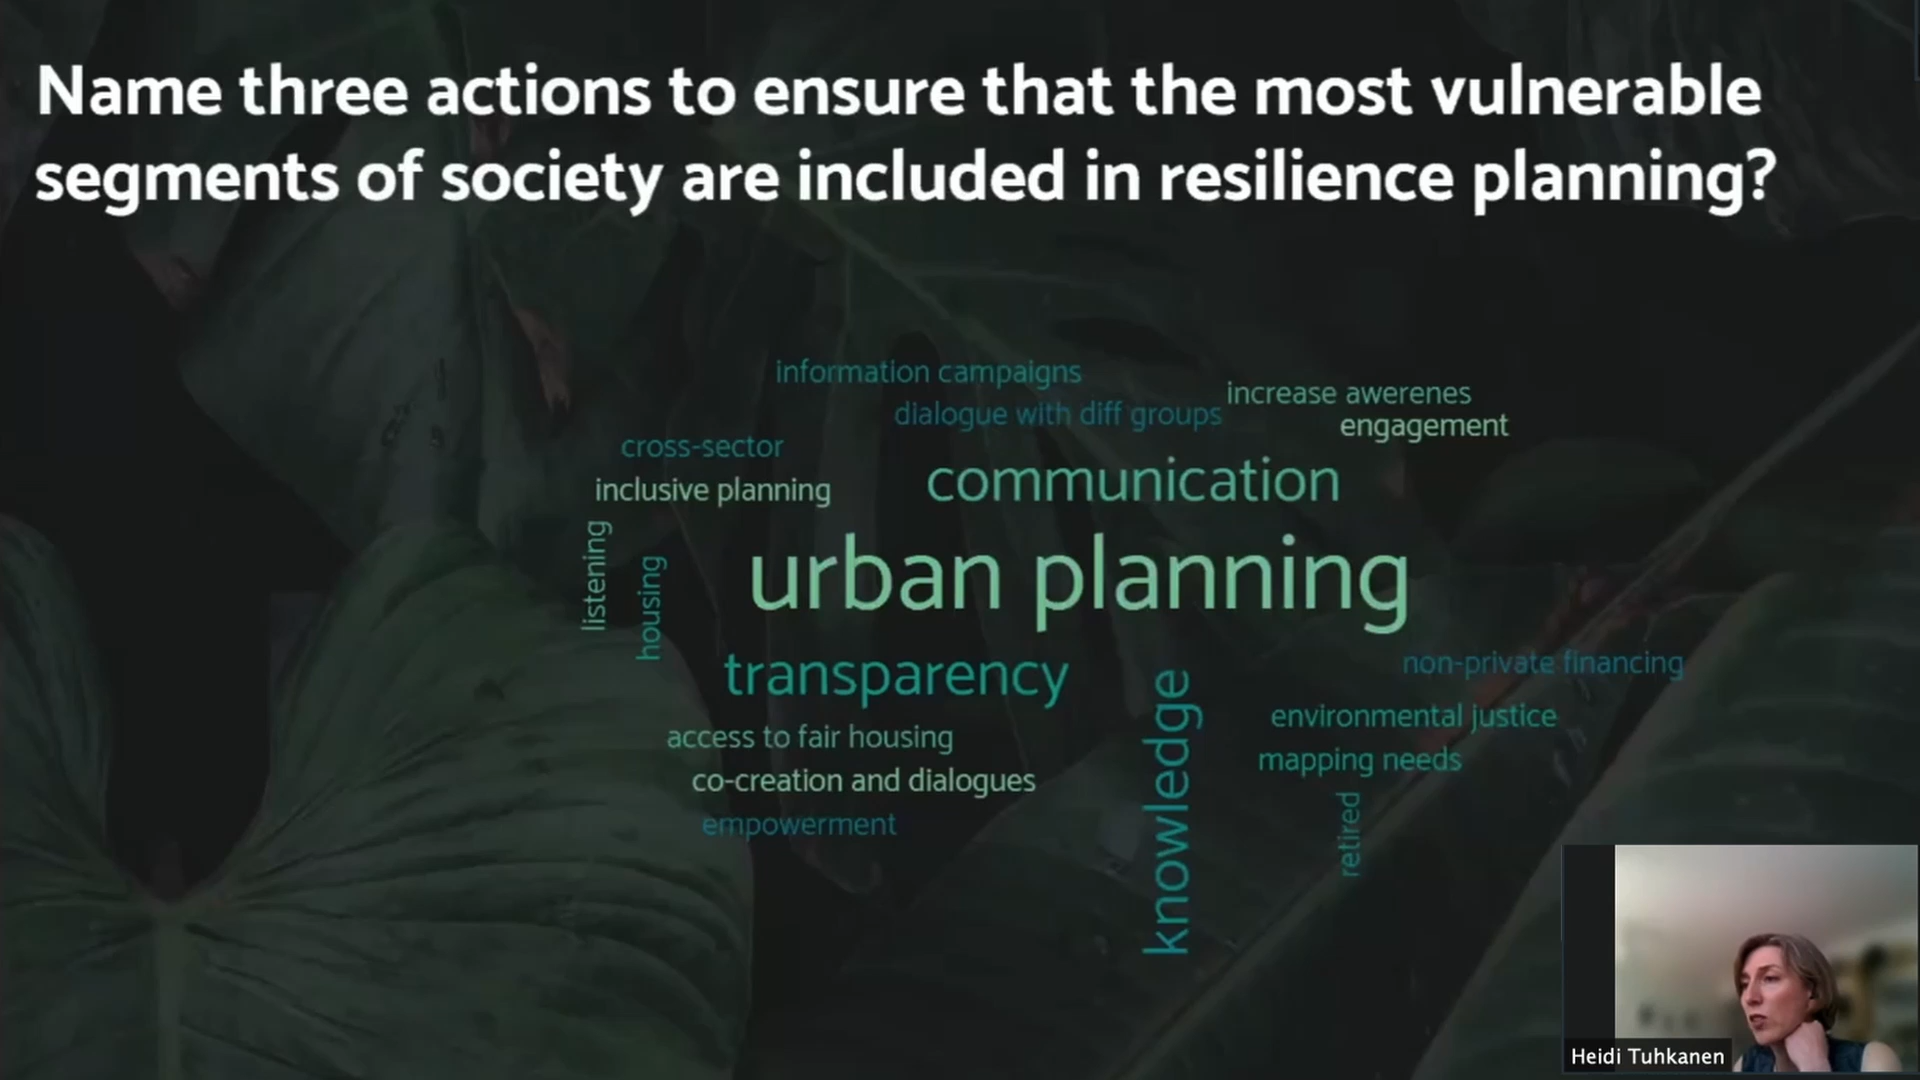 Name three actions to ensure that the most vulnerable
segments of society are included in resilience planning?
information campaigns
increase awerenes
dialogue with diff groups
engagement
cross-sector
communication
inclusive planning
listening
housing
urban planning
transparency
non-private financing
knowledge
environmental justice
access to fair housing
mapping needs
co-creation and dialogues
retired
empowerment
Heidi Tuhkanen